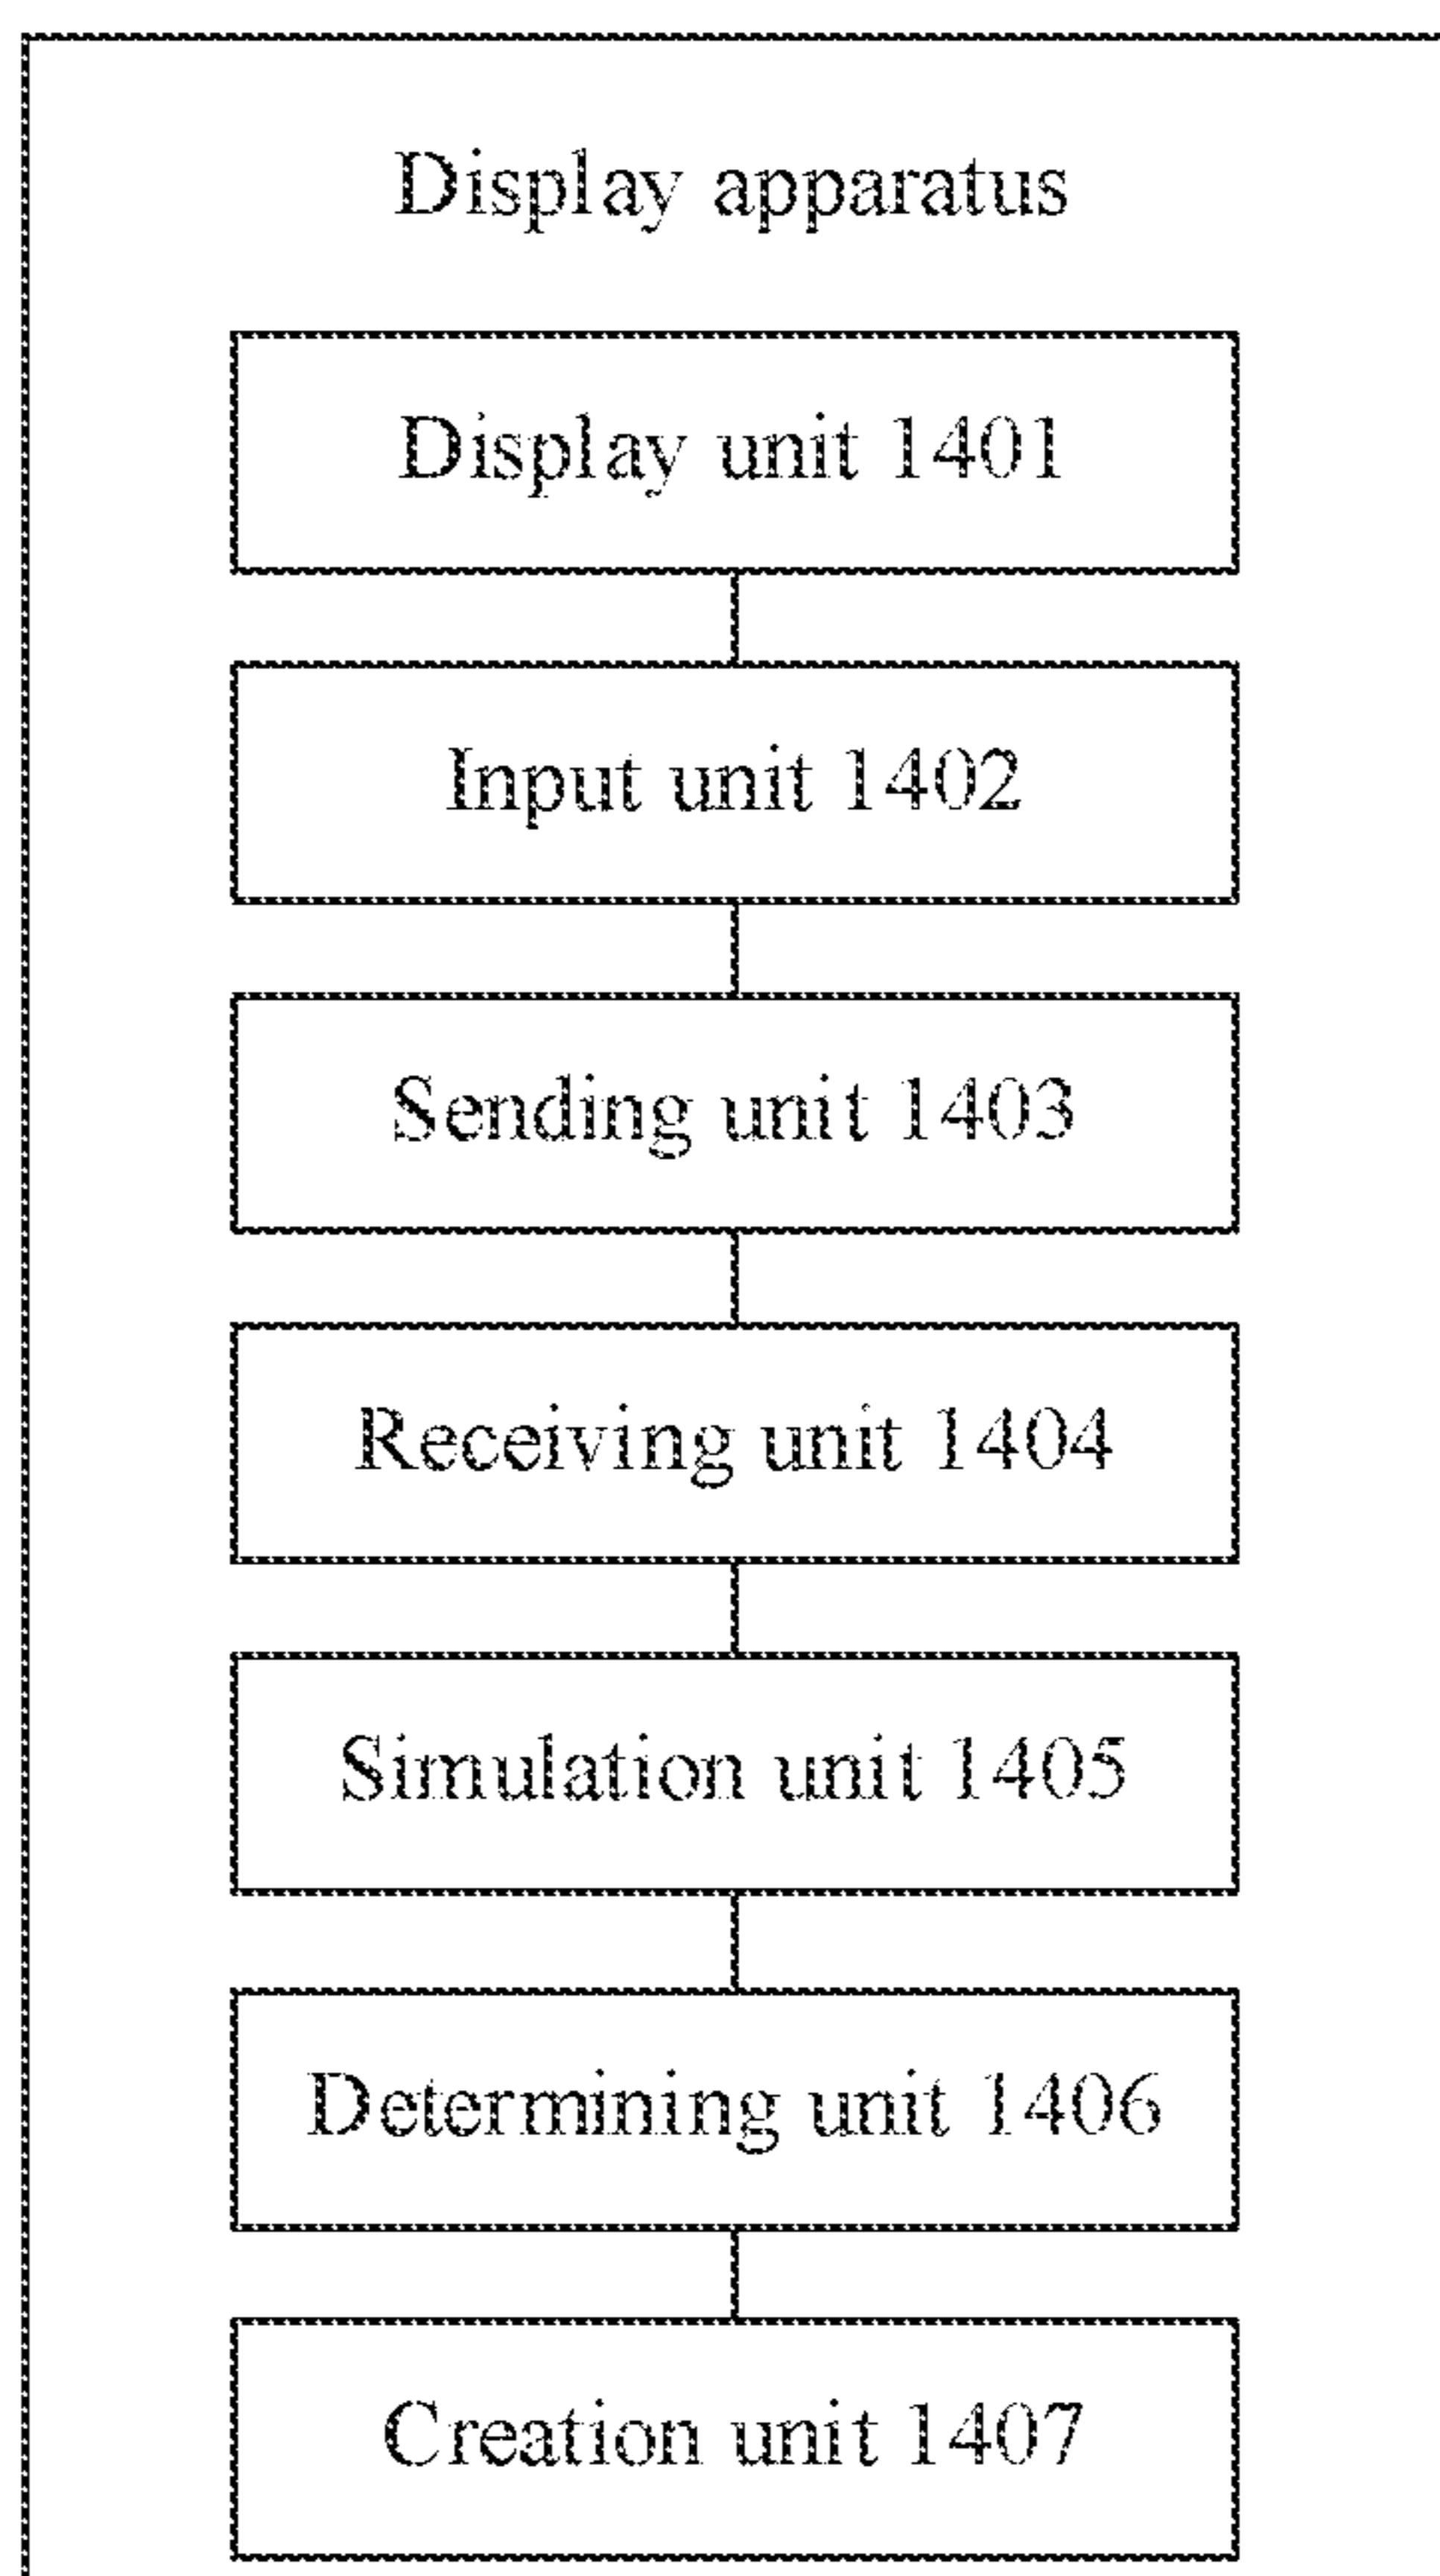 Display apparatus
Display unit 1401
Input unit 1402
Sending unit 1403
Receiving unit 1404
Simulation unit 1405
Determining unit 1406
Creation unit 1407